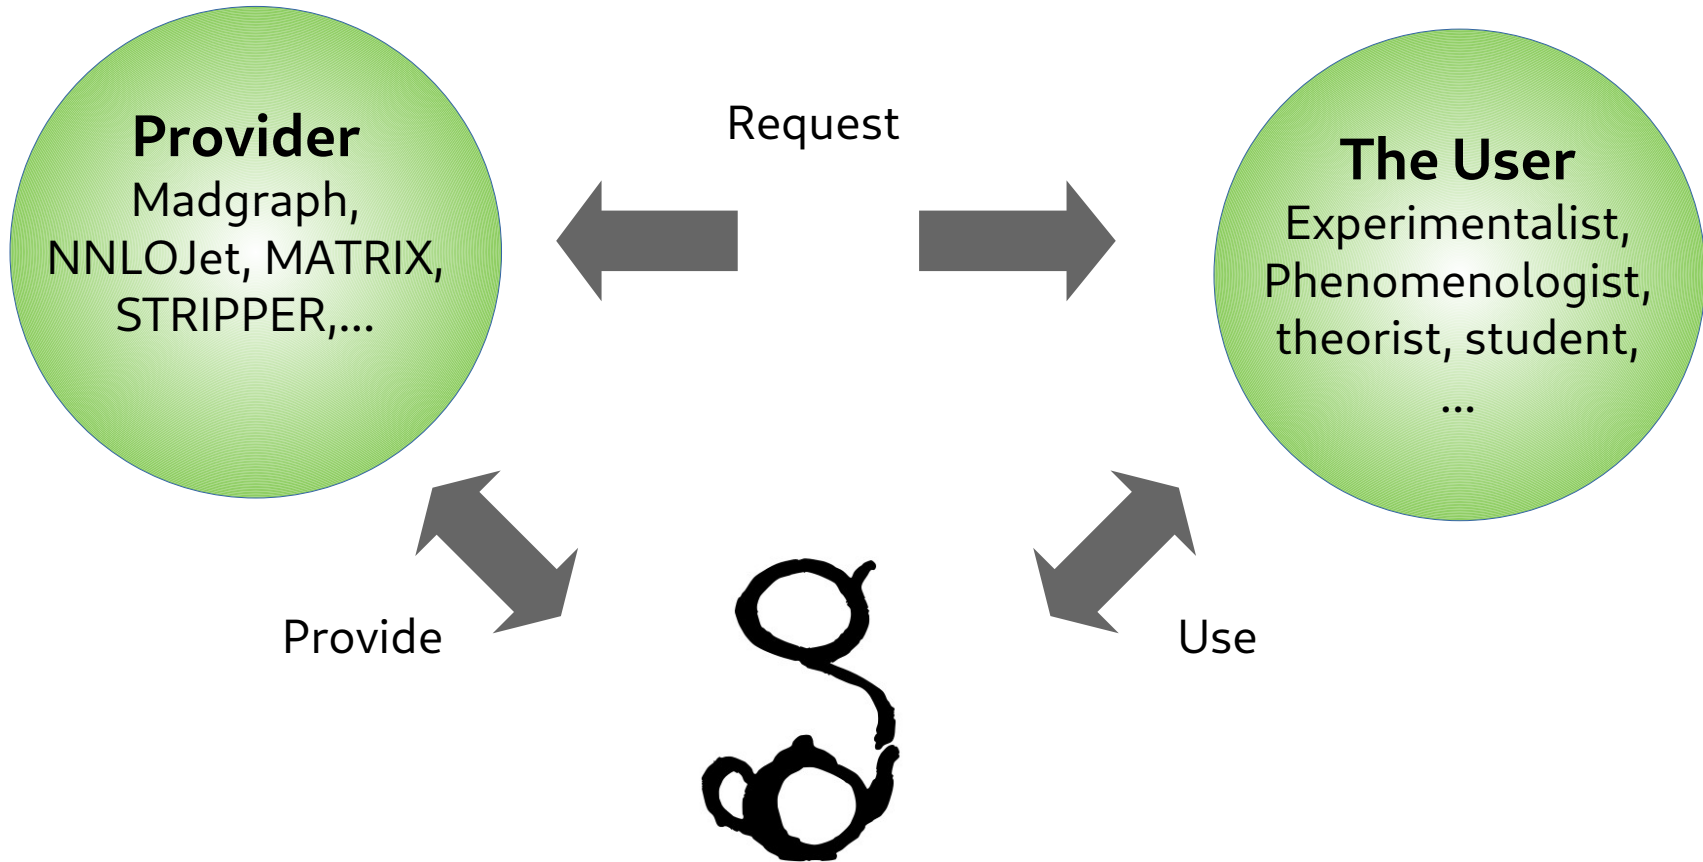 Provider
Madgraph,
NNLOJet, MATRIX,
STRIPPER,...
Request
The User
Experimentalist,
Phenomenologist,
theorist, student,
...
Provide
Use